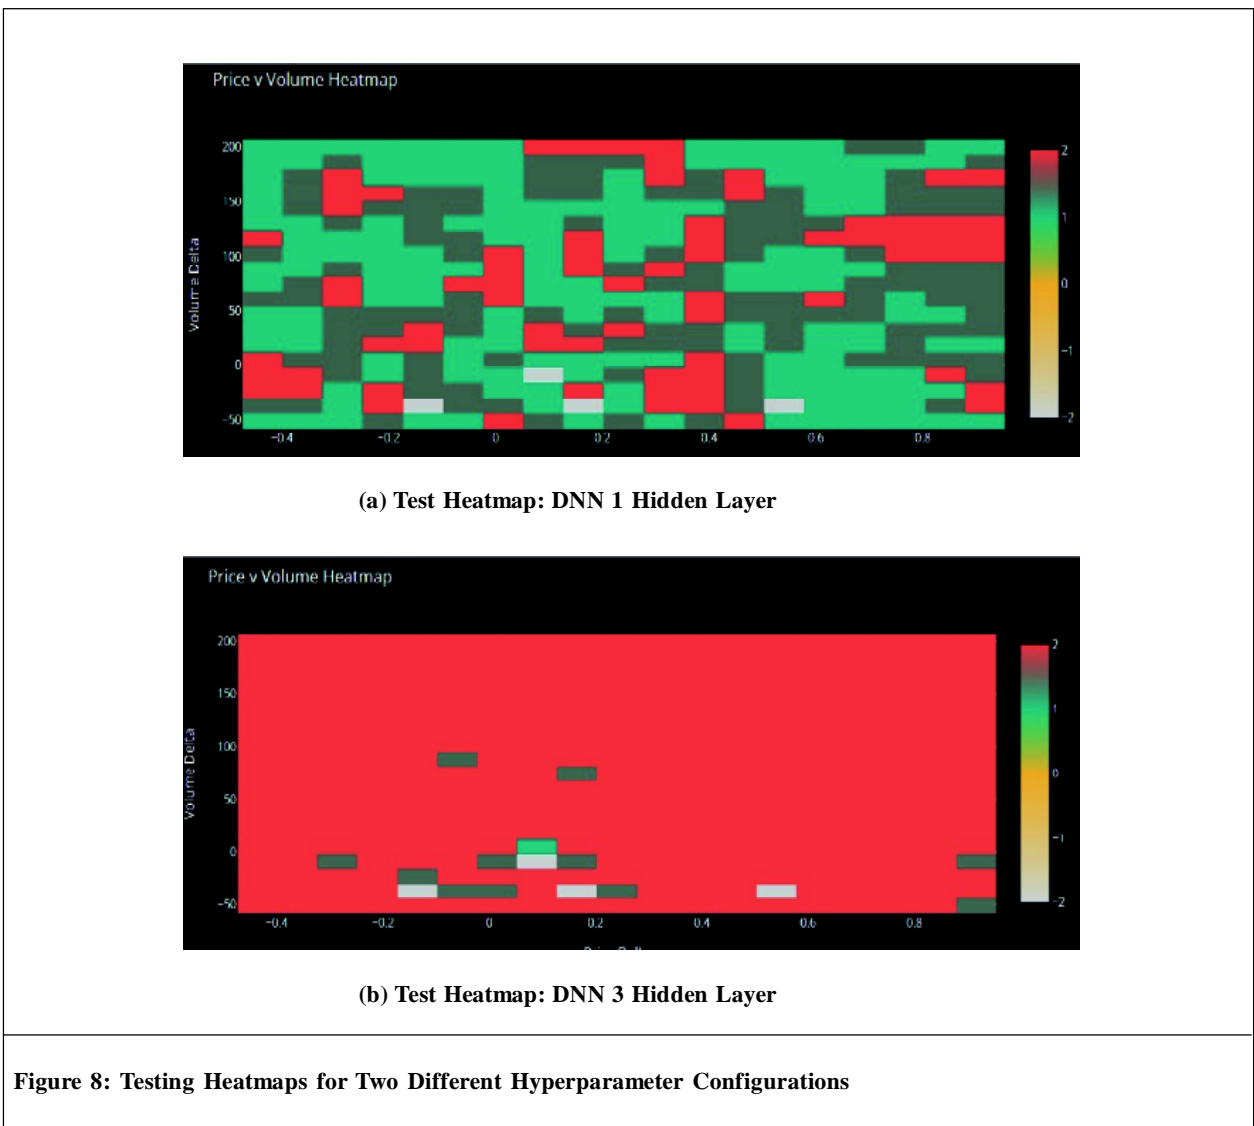 Price v Volume Heatmap
Volume Delta
200
150
100
50
0
−50
−0.4 −0.2 0 0.2 0.4 0.6 0.8
2
1
0
−1
−2
(a) Test Heatmap: DNN 1 Hidden Layer
Price v Volume Heatmap
Volume Delta
200
150
100
50
0
−50
−0.4 −0.2 0 0.2 0.4 0.6 0.8
2
1
0
−1
−2
(b) Test Heatmap: DNN 3 Hidden Layer
Figure 8: Testing Heatmaps for Two Different Hyperparameter Configurations